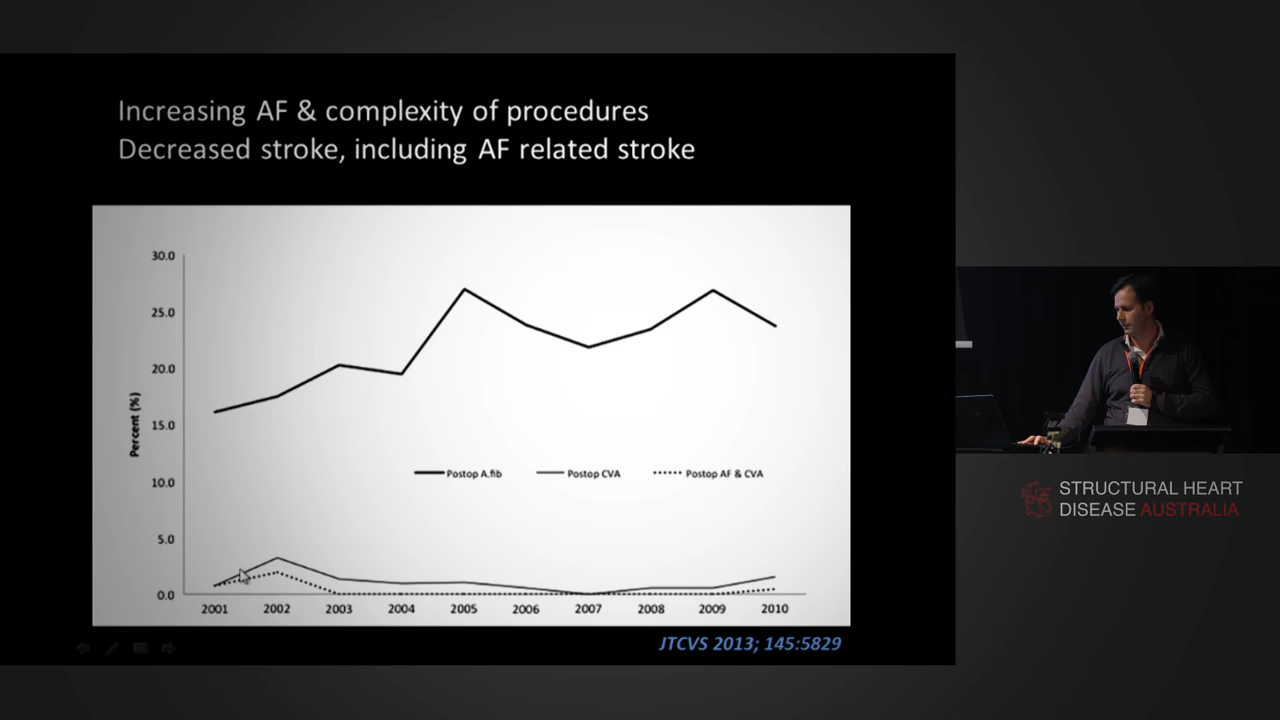 Increasing AF & complexity of procedures
Decreased stroke, including AF related stroke
30.0
25.0
20.0
15.0
10.0
5.0
0.0
Percent (%)
Postop A.fib
Postop CVA
Postop AF & CVA
2001 2002 2003 2004 2005 2006 2007 2008 2009 2010
JTCVS 2013; 145:5829
STRUCTURAL HEART
DISEASE AUSTRALIA